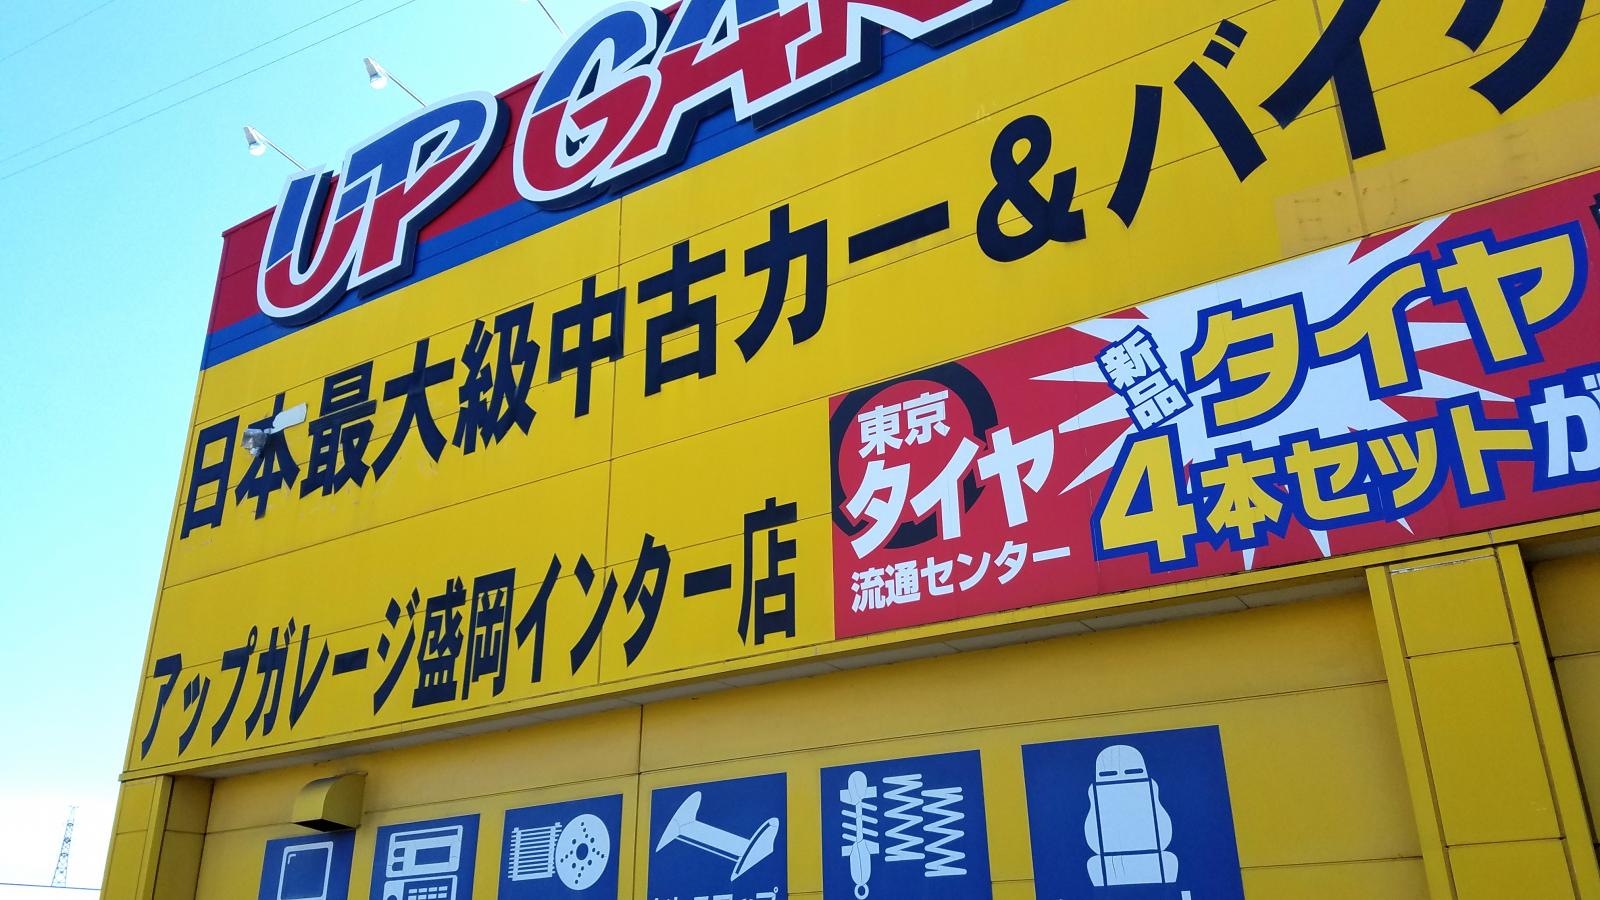 UP GAR
日本最大級中古カー&バイク
アップガレージ盛岡インター店
東京
タイヤ
流通センター
新品
タイヤ
4本セットが